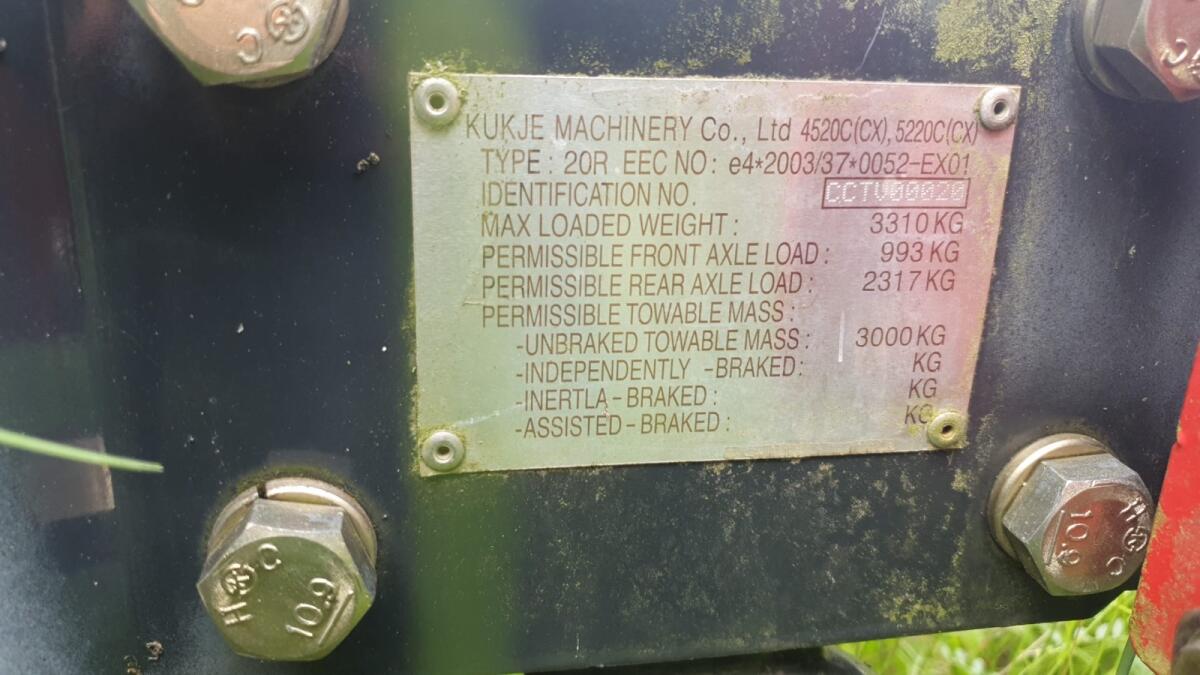 KUKJE MACHINERY Co., Ltd 4520C(CX), 5220C(CX)
TYPE : 20R EEC NO : e4*2003/37*0052-EX01
IDENTIFICATION NO. CCTV00020
MAX LOADED WEIGHT : 3310 KG
PERMISSIBLE FRONT AXLE LOAD : 993 KG
PERMISSIBLE REAR AXLE LOAD : 2317 KG
PERMISSIBLE TOWABLE MASS :
-UNBRAKED TOWABLE MASS : 3000 KG
-INDEPENDENTLY -BRAKED : KG
-INERTLA-BRAKED : KG
-ASSISTED-BRAKED : KG
H C
10.9
H C
10.9
C